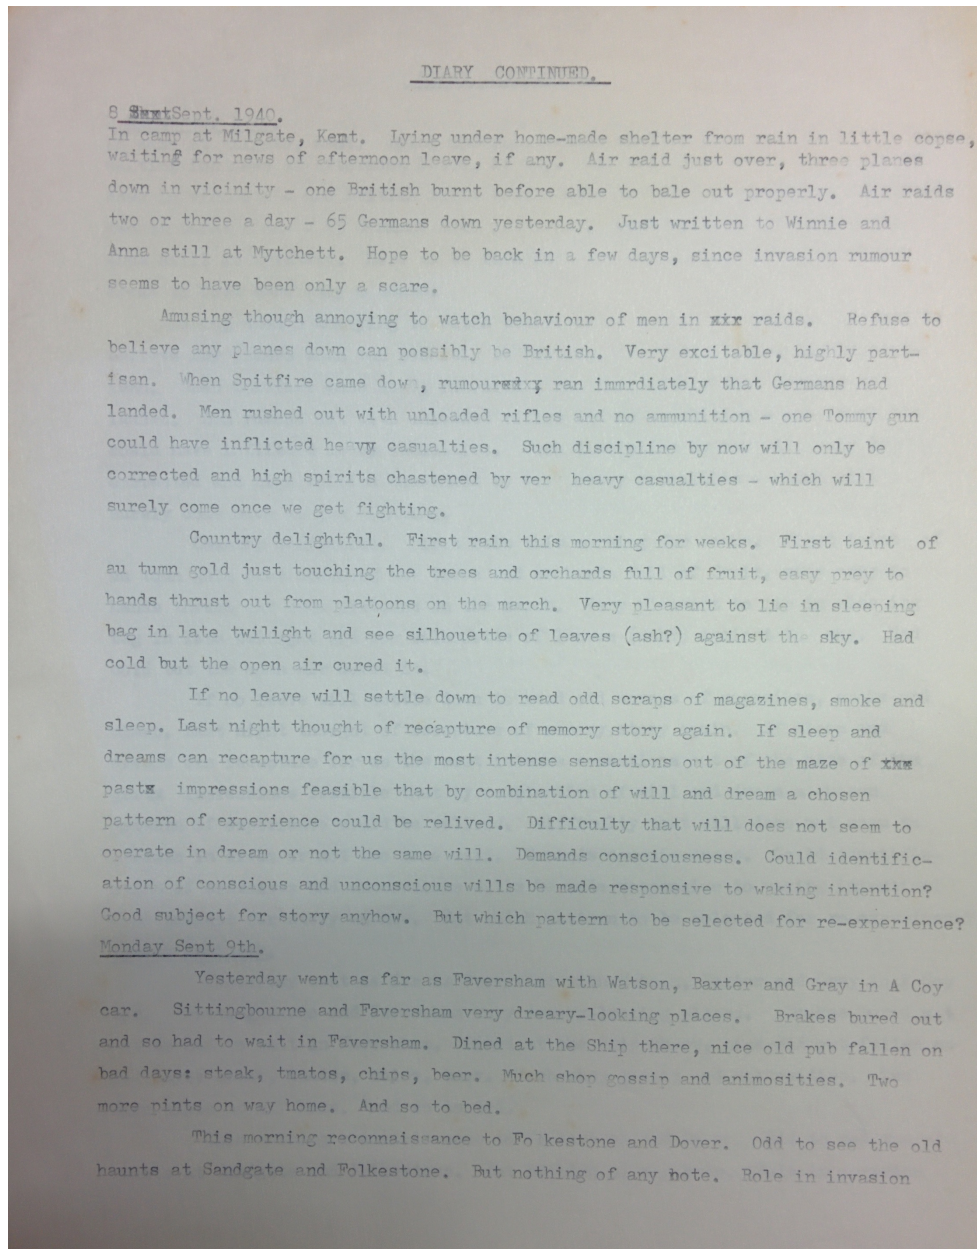 DIARY CONTINUED.
8 Sept. 1940.
In camp at Milgate, Kent. Lying under home-made shelter from rain in little copse,
waiting for news of afternoon leave, if any. Air raid just over, three planes
down in vicinity - one British burnt before able to bale out properly. Air raids
two or three a day - 65 Germans down yesterday. Just written to Winnie and
Anna still at Mytchett. Hope to be back in a few days, since invasion rumour
seems to have been only a scare.
Amusing though annoying to watch behaviour of men in xxx raids. Refuse to
believe any planes down can possibly be British. Very excitable, highly part-
isan. When Spitfire came dow , rumour ran immrdiately that Germans had
landed. Men rushed out with unloaded rifles and no ammunition - one Tommy gun
could have inflicted heavy casualties. Such discipline by now will only be
corrected and high spirits chastened by ver heavy casualties - which will
surely come once we get fighting.
Country delightful. First rain this morning for weeks. First taint of
au tumn gold just touching the trees and orchards full of fruit, easy prey to
hands thrust out from platoons on the march. Very pleasant to lie in sleeping
bag in late twilight and see silhouette of leaves (ash?) against the sky. Had
cold but the open air cured it.
If no leave will settle down to read odd scraps of magazines, smoke and
sleep. Last night thought of recapture of memory story again. If sleep and
dreams can recapture for us the most intense sensations out of the maze of xxx
pastx impressions feasible that by combination of will and dream a chosen
pattern of experience could be relived. Difficulty that will does not seem to
operate in dream or not the same will. Demands consciousness. Could identific-
ation of conscious and unconscious wills be made responsive to waking intention?
Good subject for story anyhow. But which pattern to be selected for re-experience?
Monday Sept 9th.
Yesterday went as far as Faversham with Watson, Baxter and Gray in A Coy
car. Sittingbourne and Faversham very dreary-looking places. Brakes bured out
and so had to wait in Faversham. Dined at the Ship there, nice old pub fallen on
bad days: steak, tmatos, chips, beer. Much shop gossip and animosities. Two
more pints on way home. And so to bed.
This morning reconnaissance to Fo kestone and Dover. Odd to see the old
haunts at Sandgate and Folkestone. But nothing of any note. Role in invasion